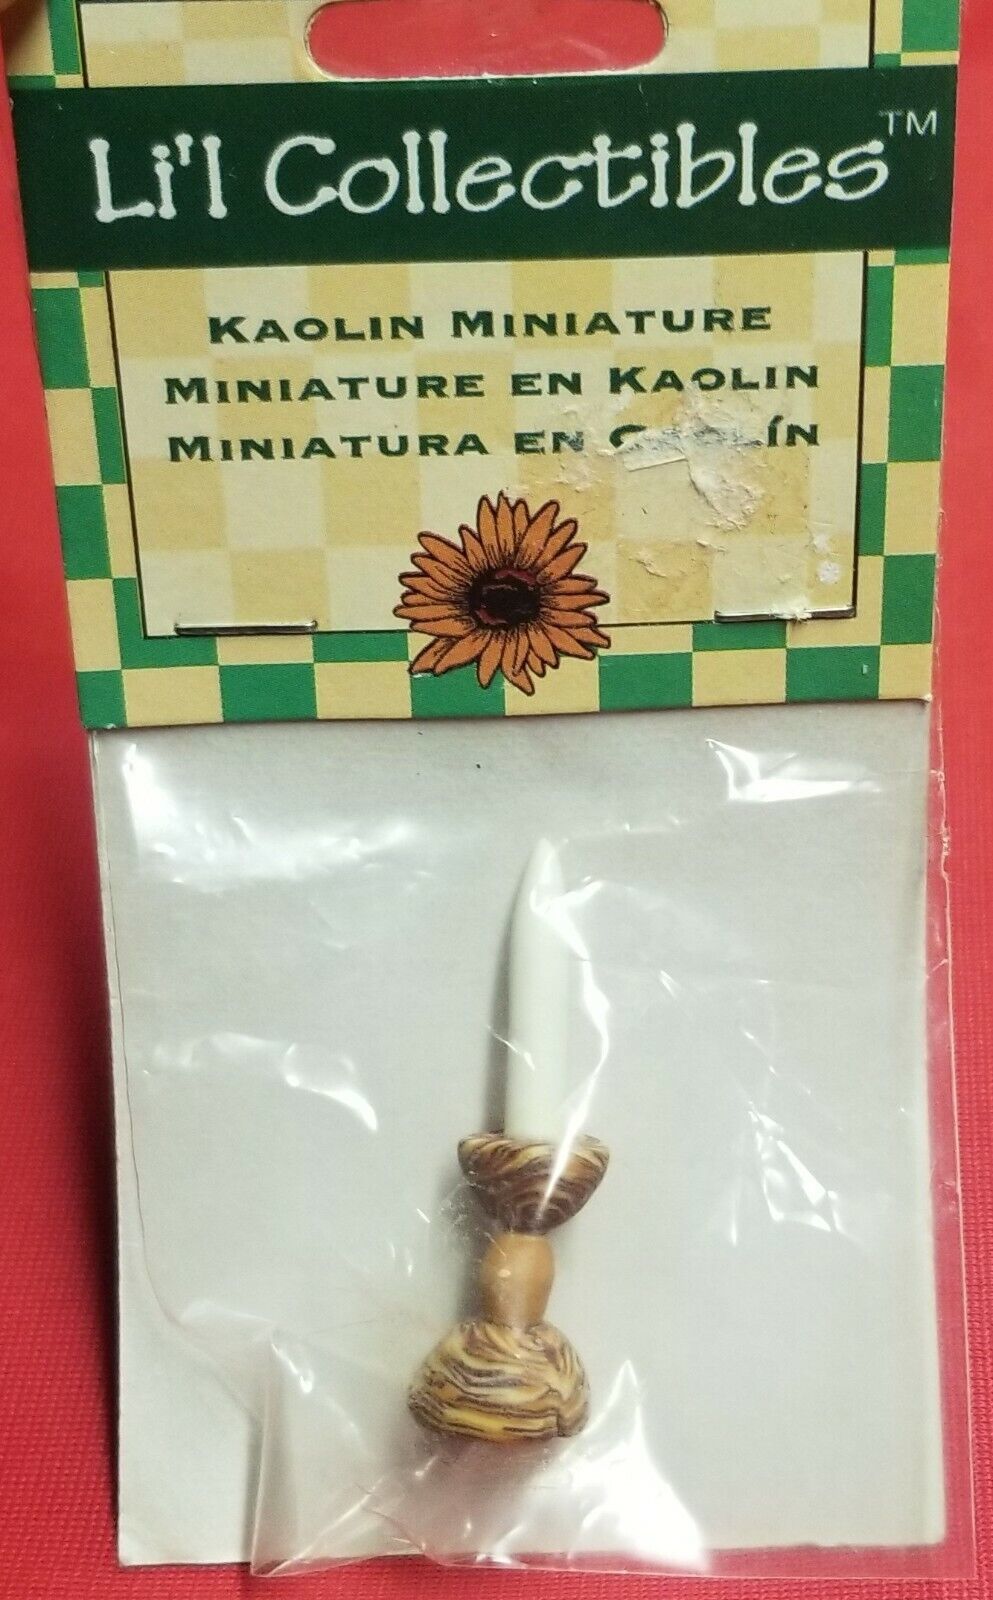 Li'l Collectibles™
KAOLIN MINIATURE
MINIATURE EN KAOLIN
MINIATURA EN